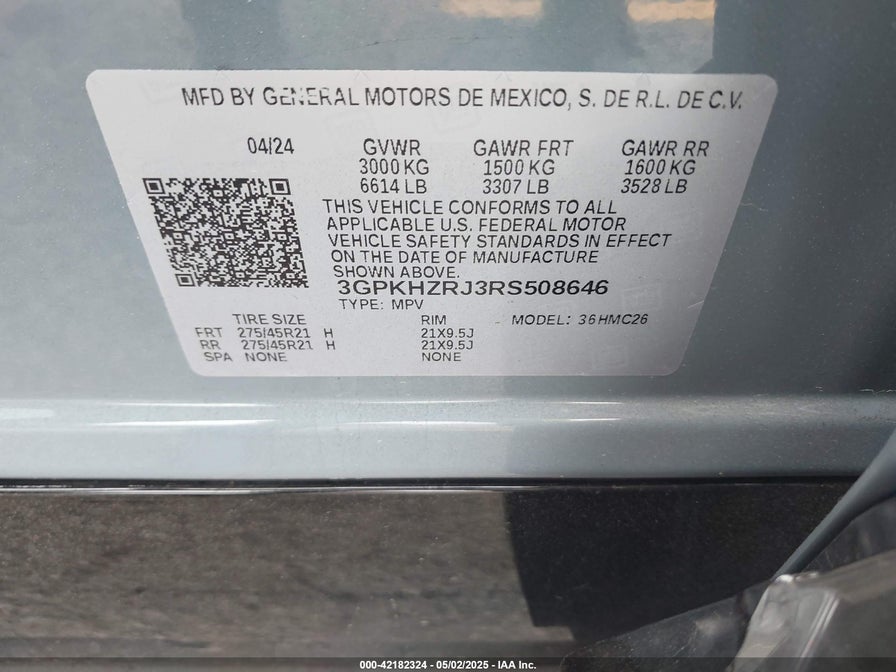 MFD BY GENERAL MOTORS DE MEXICO, S. DE R.L. DE C.V.
04/24 GVWR GAWR FRT GAWR RR
3000 KG 1500 KG 1600 KG
6614 LB 3307 LB 3528 LB
THIS VEHICLE CONFORMS TO ALL
APPLICABLE U.S. FEDERAL MOTOR
VEHICLE SAFETY STANDARDS IN EFFECT
ON THE DATE OF MANUFACTURE
SHOWN ABOVE.
3GPKHZRJ3RS508646
TYPE: MPV
TIRE SIZE RIM MODEL: 36HMC26
FRT 275/45R21 H 21X9.5J
RR 275/45R21 H 21X9.5J
SPA NONE NONE
000-42182324 - 05/02/2025 - IAA Inc.